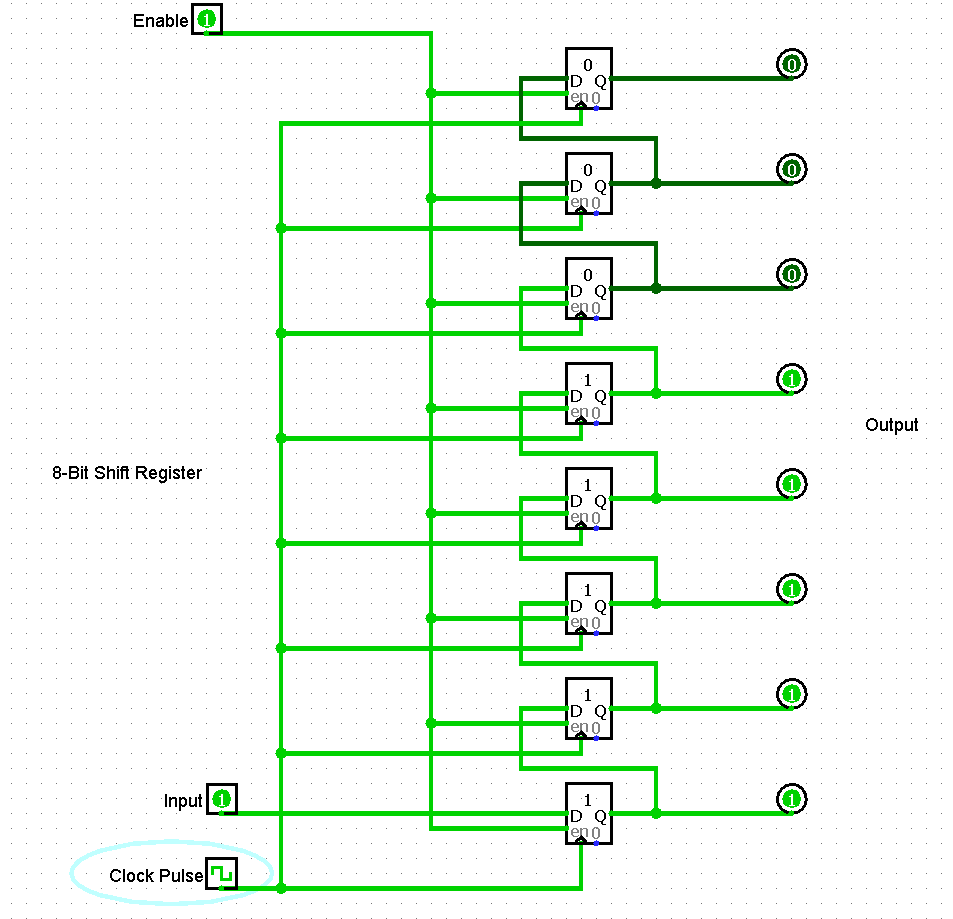 Enable 1
0
D Q
en 0
0
0
D Q
en 0
0
0
D Q
en 0
0
1
D Q
en 0
1
Output
8-Bit Shift Register
1
D Q
en 0
1
1
D Q
en 0
1
1
D Q
en 0
1
Input 1
1
D Q
en 0
1
Clock Pulse